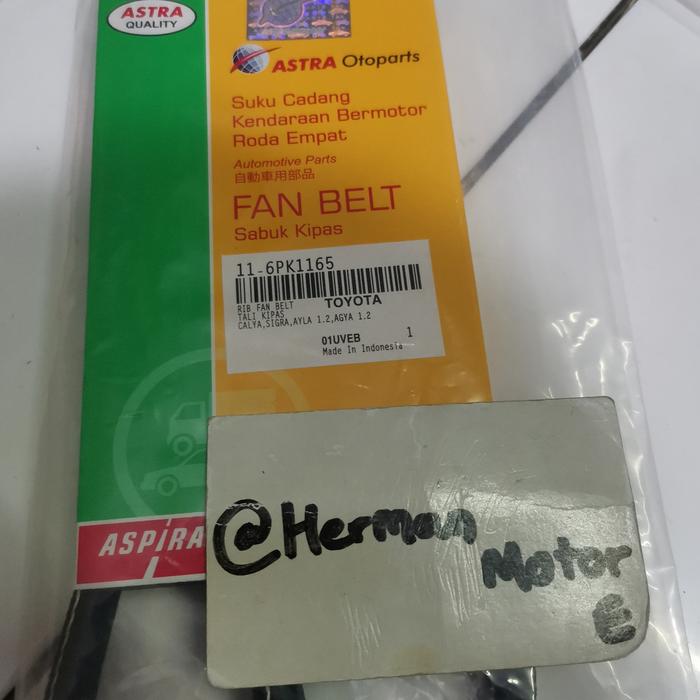 ASTRA
QUALITY
ASTRA Otoparts
Suku Cadang
Kendaraan Bermotor
Roda Empat
Automotive Parts
自動車用部品
FAN BELT
Sabuk Kipas
11-6PK1165
RIB FAN BELT TOYOTA
TALI KIPAS
CALYA,SIGRA,AYLA 1.2,AGYA 1.2
01UVEB 1
Made In Indonesia
ASPIRA
@Herman
Motor
E